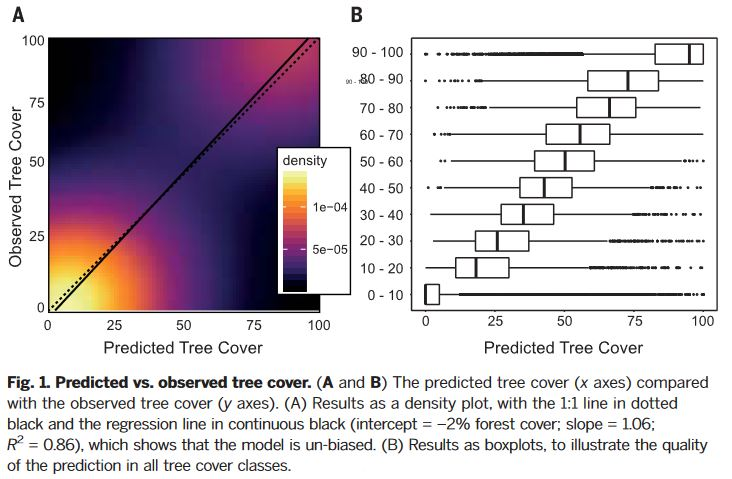 A
B
100
75
50
25
0
Observed Tree Cover
0
25
50
75
100
Predicted Tree Cover
density
1e−04
5e−05
90 - 100
80 - 90
70 - 80
60 - 70
50 - 60
40 - 50
30 - 40
20 - 30
10 - 20
0 - 10
0
25
50
75
100
Predicted Tree Cover
Fig. 1. Predicted vs. observed tree cover. (A and B) The predicted tree cover (x axes) compared
with the observed tree cover (y axes). (A) Results as a density plot, with the 1:1 line in dotted
black and the regression line in continuous black (intercept = −2% forest cover; slope = 1.06;
R² = 0.86), which shows that the model is un-biased. (B) Results as boxplots, to illustrate the quality
of the prediction in all tree cover classes.